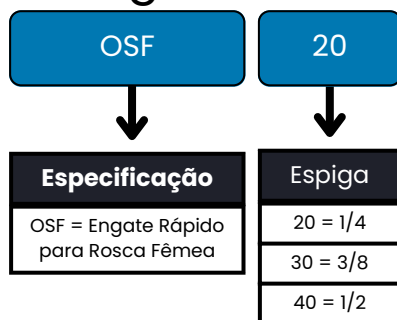 OSF
20
Especificação
OSF = Engate Rápido
para Rosca Fêmea
Espiga
20 = 1/4
30 = 3/8
40 = 1/2